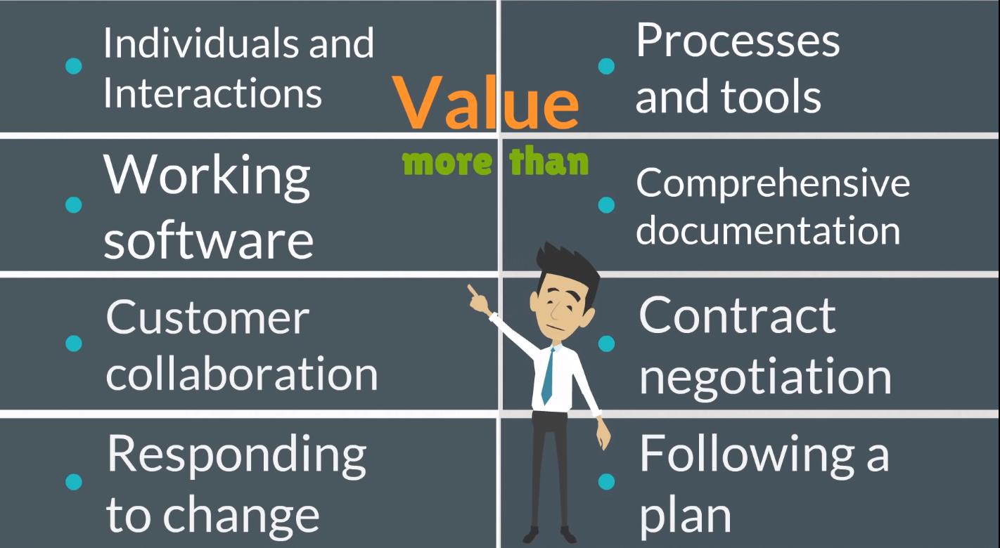 Individuals and
Interactions
Value
more than
Processes
and tools
Working
software
Comprehensive
documentation
Customer
collaboration
Contract
negotiation
Responding
to change
Following a
plan